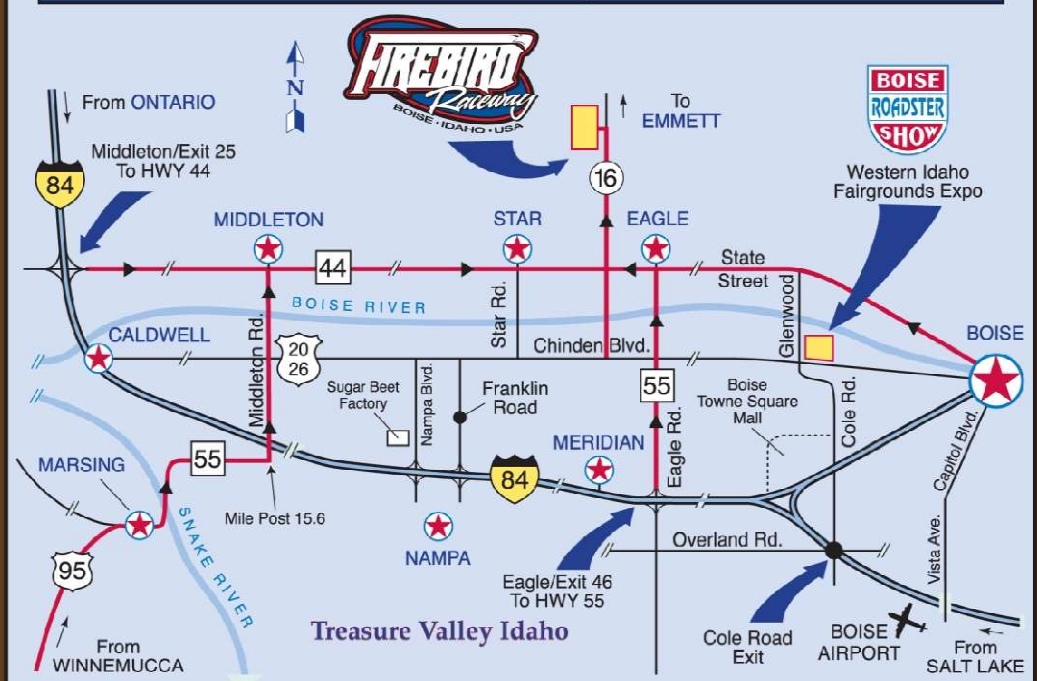 FIREBIRD
Raceway
BOISE • IDAHO • USA
N
From ONTARIO
To
EMMETT
BOISE
ROADSTER
SHOW
Western Idaho
Fairgrounds Expo
Middleton/Exit 25
To HWY 44
84
16
MIDDLETON
STAR
EAGLE
44
State
Street
BOISE RIVER
Star Rd.
Glenwood
CALDWELL
Middleton Rd.
20
26
Chinden Blvd.
BOISE
Sugar Beet
Factory
Nampa Blvd.
Franklin
Road
55
Boise
Towne Square
Mall
Cole Rd.
Eagle Rd.
Capitol Blvd.
MERIDIAN
MARSING
55
84
Mile Post 15.6
SNAKE RIVER
NAMPA
Overland Rd.
Vista Ave.
95
Eagle/Exit 46
To HWY 55
Treasure Valley Idaho
Cole Road
Exit
BOISE
AIRPORT
From
WINNEMUCCA
From
SALT LAKE